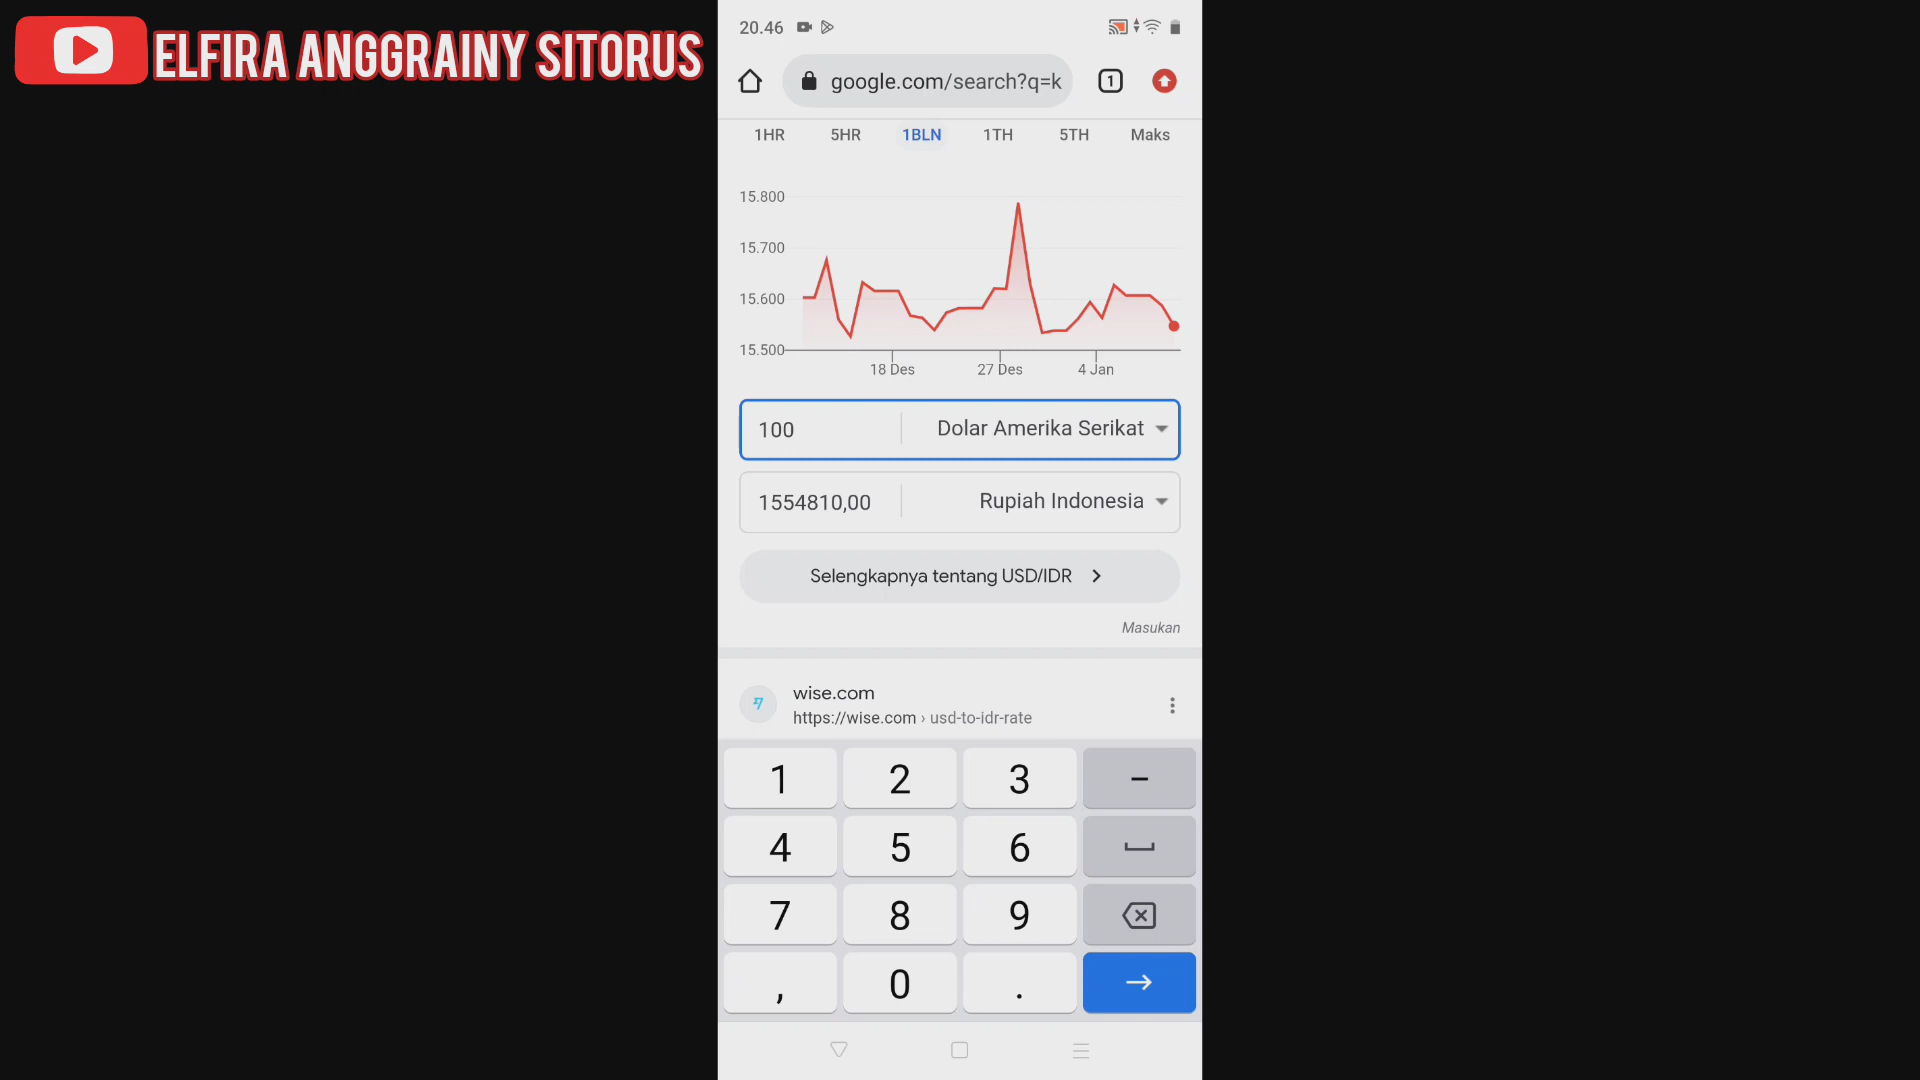 ELFIRA ANGGRAINY SITORUS
20.46
google.com/search?q=k
1
1HR 5HR 1BLN 1TH 5TH Maks
15.800
15.700
15.600
15.500
18 Des 27 Des 4 Jan
100 Dolar Amerika Serikat
1554810,00 Rupiah Indonesia
Selengkapnya tentang USD/IDR
Masukan
wise.com
https://wise.com › usd-to-idr-rate
1 2 3 –
4 5 6
7 8 9
, 0 .